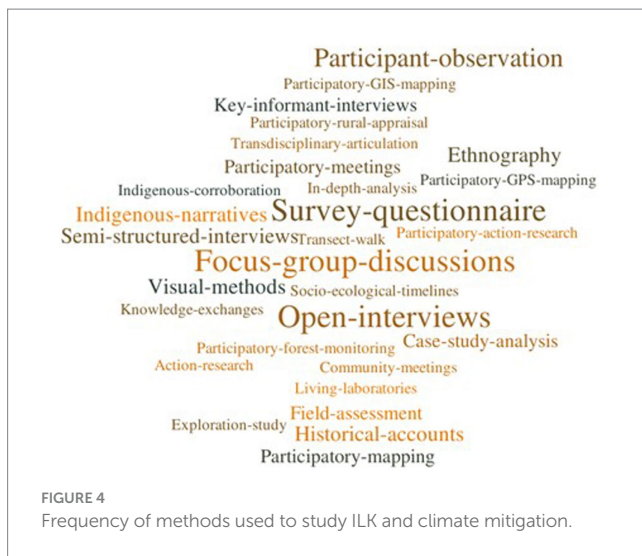 Participant-observation
Participatory-GIS-mapping
Key-informant-interviews
Participatory-rural-appraisal
Transdisciplinary-articulation
Ethnography
Participatory-meetings
Participatory-GPS-mapping
Indigenous-corroboration
In-depth-analysis
Indigenous-narratives
Survey-questionnaire
Semi-structured-interviews
Transect-walk
Participatory-action-research
Focus-group-discussions
Visual-methods
Socio-ecological-timelines
Knowledge-exchanges
Open-interviews
Participatory-forest-monitoring
Case-study-analysis
Action-research
Community-meetings
Living-laboratories
Exploration-study
Field-assessment
Historical-accounts
Participatory-mapping
FIGURE 4
Frequency of methods used to study ILK and climate mitigation.